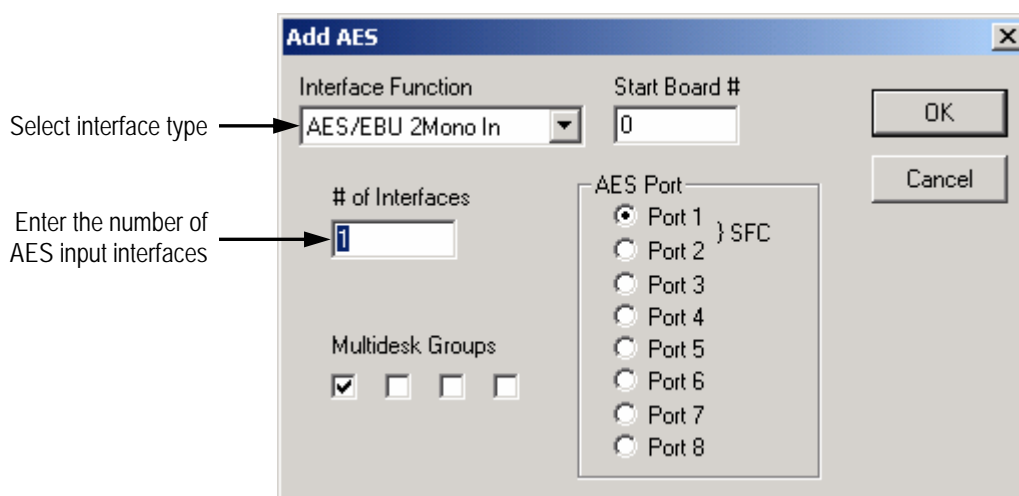 Add AES
Interface Function
Start Board #
Select interface type
AES/EBU 2Mono In
0
OK
Cancel
# of Interfaces
Enter the number of
AES input interfaces
1
AES Port
Port 1
} SFC
Port 2
Port 3
Port 4
Port 5
Port 6
Port 7
Port 8
Multidesk Groups